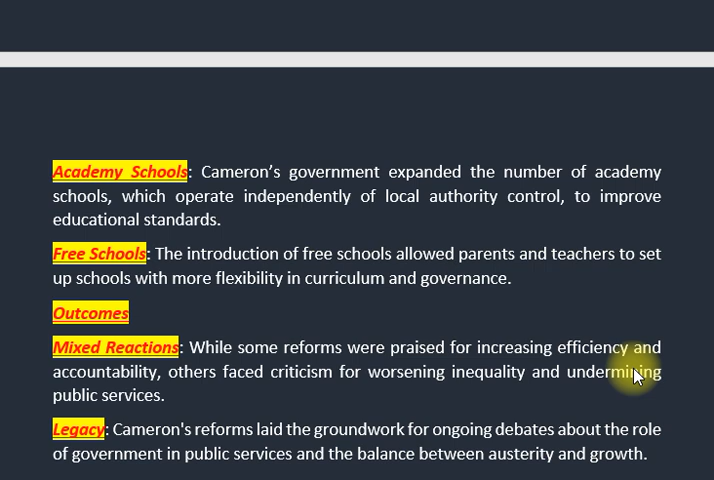 Academy Schools: Cameron’s government expanded the number of academy
schools, which operate independently of local authority control, to improve
educational standards.
Free Schools: The introduction of free schools allowed parents and teachers to set
up schools with more flexibility in curriculum and governance.
Outcomes
Mixed Reactions: While some reforms were praised for increasing efficiency and
accountability, others faced criticism for worsening inequality and undermining
public services.
Legacy: Cameron's reforms laid the groundwork for ongoing debates about the role
of government in public services and the balance between austerity and growth.